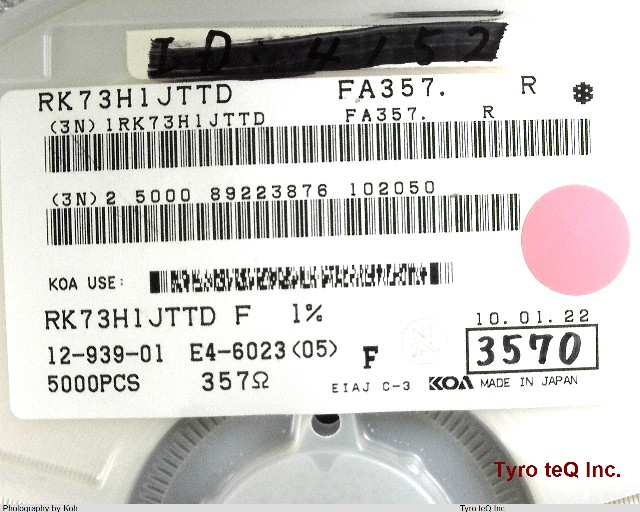 ID: 4152
RK73H1JTTD FA357. R *
(3N) 1RK73H1JTTD FA357. R
(3N) 2 5000 89223876 102050
KOA USE:
RK73H1JTTD F 1%
10.01.22
12-939-01 E4-6023(05) F
3570
5000PCS 357Ω EIAJ C-3 KOA MADE IN JAPAN
Tyro teQ Inc.
Photography by Koh Tyro teQ Inc